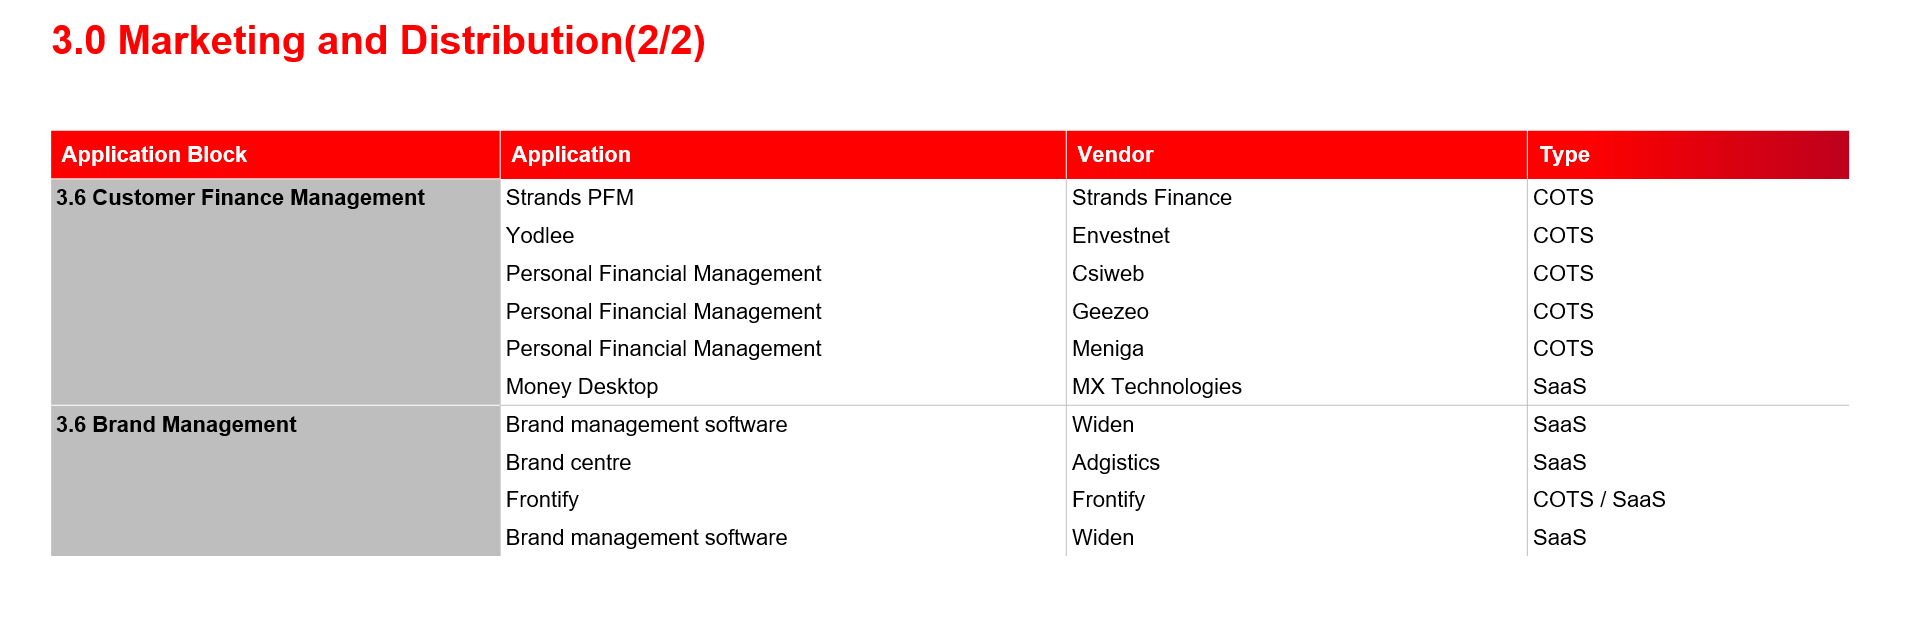 3.0 Marketing and Distribution(2/2)
Application Block Application Vendor Type
3.6 Customer Finance Management Strands PFM Strands Finance COTS
Yodlee Envestnet COTS
Personal Financial Management Csiweb COTS
Personal Financial Management Geezeo COTS
Personal Financial Management Meniga COTS
Money Desktop MX Technologies SaaS
3.6 Brand Management Brand management software Widen SaaS
Brand centre Adgistics SaaS
Frontify Frontify COTS / SaaS
Brand management software Widen SaaS